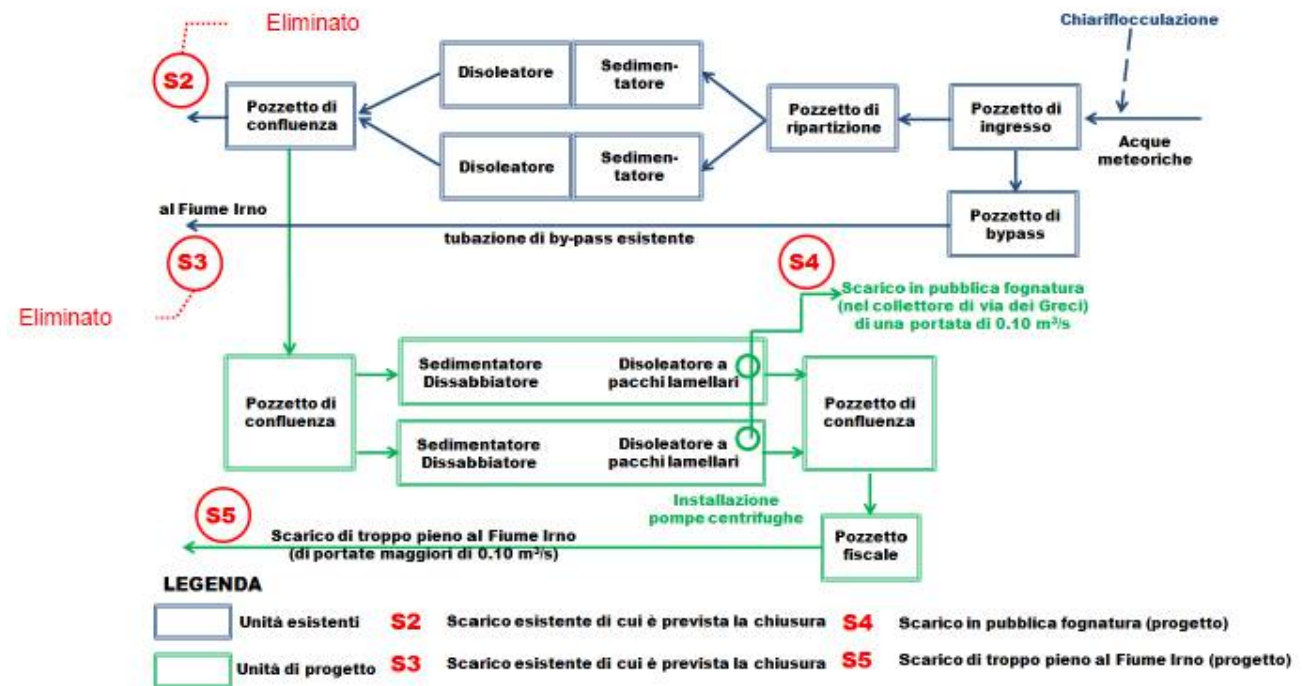 Eliminato
Chiariflocculazione
S2
Pozzetto di
confluenza
Disoleatore
Sedimen-
tatore
Pozzetto di
ripartizione
Pozzetto di
ingresso
Acque
meteoriche
Disoleatore
Sedimen-
tatore
al Fiume Irno
tubazione di by-pass esistente
Pozzetto di
bypass
S3
Eliminato
S4
Scarico in pubblica fognatura
(nel collettore di via dei Greci)
di una portata di 0.10 m³/s
Pozzetto di
confluenza
Sedimentatore
Dissabbiatore
Disoleatore a
pacchi lamellari
Sedimentatore
Dissabbiatore
Disoleatore a
pacchi lamellari
Pozzetto di
confluenza
Installazione
pompe centrifughe
S5
Scarico di troppo pieno al Fiume Irno
(di portate maggiori di 0.10 m³/s)
Pozzetto
fiscale
LEGENDA
Unità esistenti
S2 Scarico esistente di cui è prevista la chiusura
S4 Scarico in pubblica fognatura (progetto)
Unità di progetto
S3 Scarico esistente di cui è prevista la chiusura
S5 Scarico di troppo pieno al Fiume Irno (progetto)